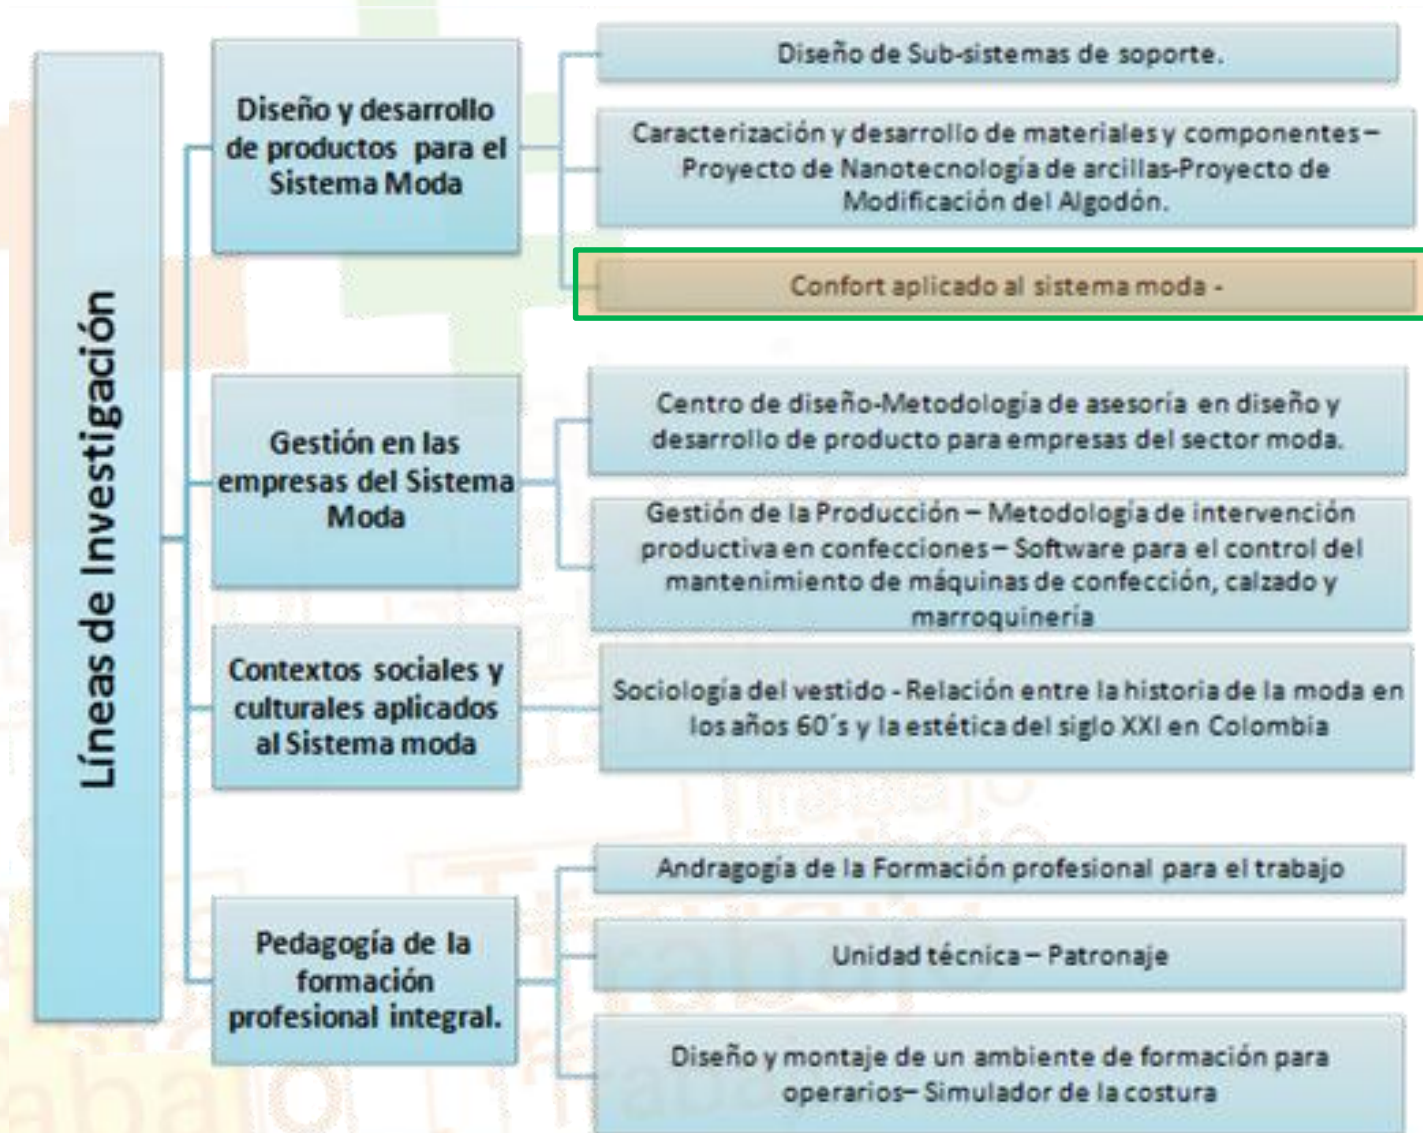 Líneas de Investigación
Diseño y desarrollo
de productos para el
Sistema Moda
Diseño de Sub-sistemas de soporte.
Caracterización y desarrollo de materiales y componentes –
Proyecto de Nanotecnología de arcillas-Proyecto de
Modificación del Algodón.
Confort aplicado al sistema moda -
Gestión en las
empresas del Sistema
Moda
Centro de diseño-Metodología de asesoría en diseño y
desarrollo de producto para empresas del sector moda.
Gestión de la Producción – Metodología de intervención
productiva en confecciones – Software para el control del
mantenimiento de máquinas de confección, calzado y
marroquinería
Contextos sociales y
culturales aplicados
al Sistema moda
Sociología del vestido - Relación entre la historia de la moda en
los años 60´s y la estética del siglo XXI en Colombia
Pedagogía de la
formación
profesional integral.
Andragogía de la Formación profesional para el trabajo
Unidad técnica – Patronaje
Diseño y montaje de un ambiente de formación para
operarios– Simulador de la costura
Trabajo
Trabajo